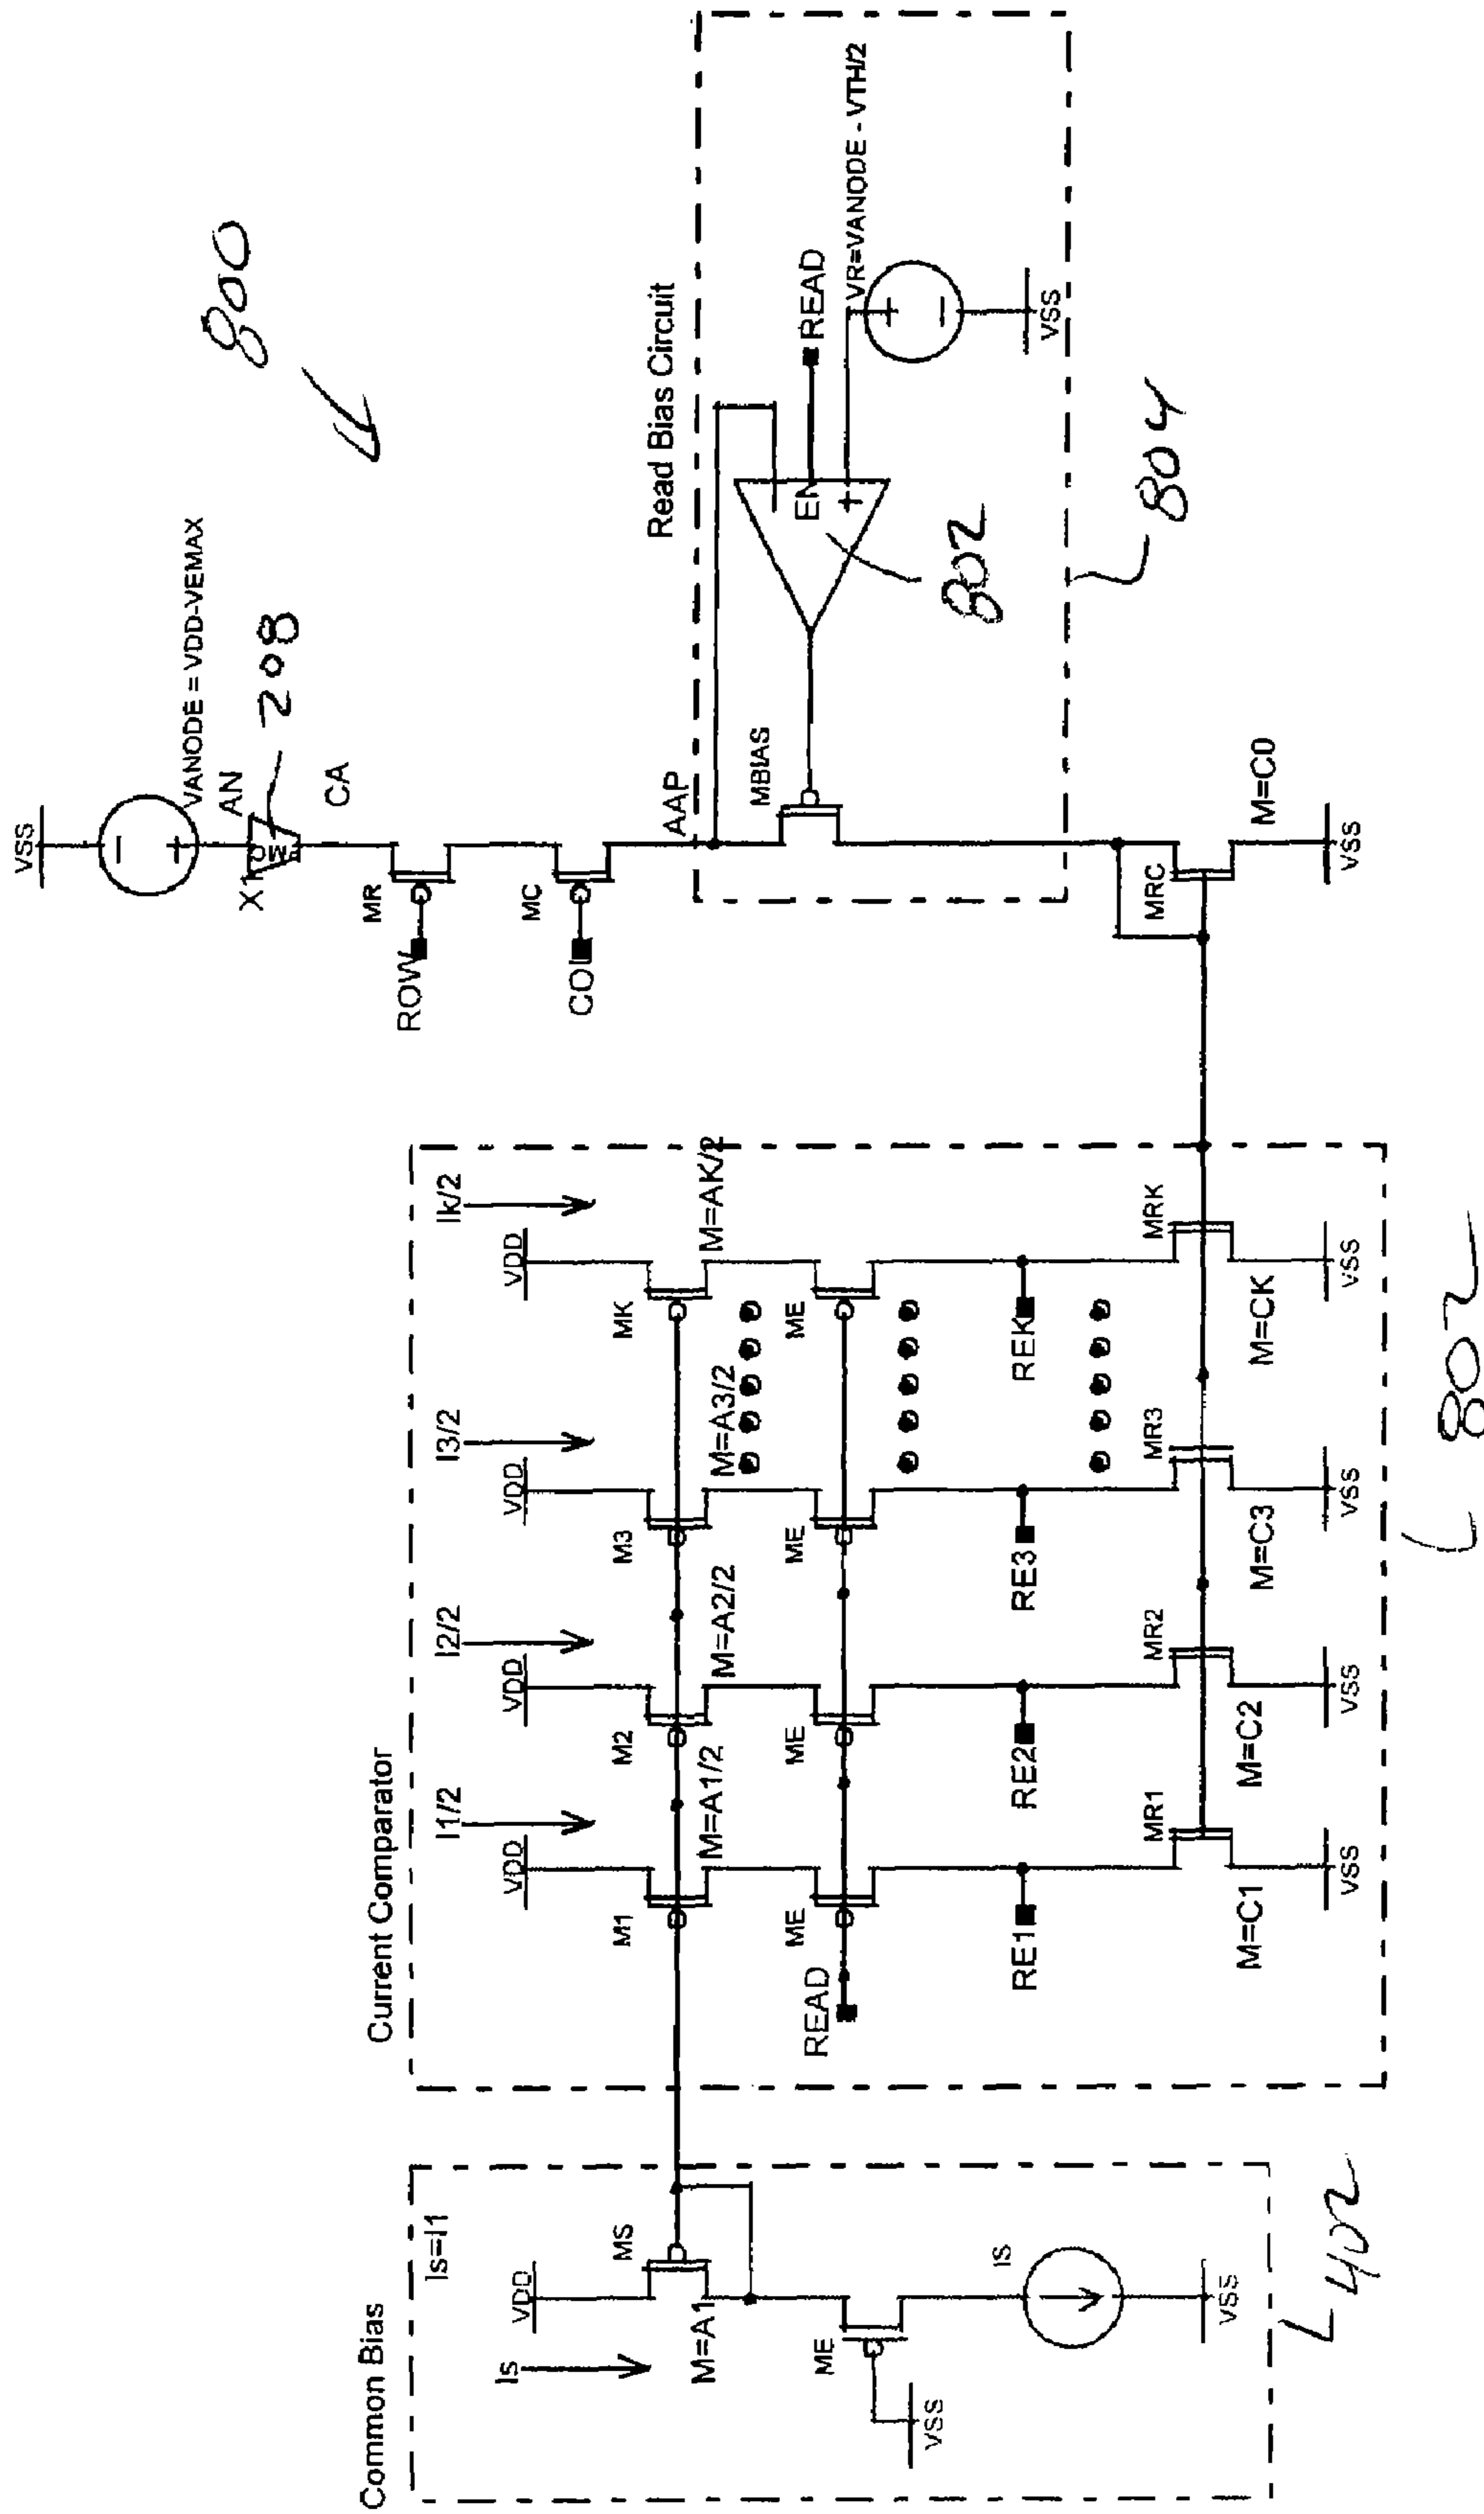 Common Bias
Is=I1
Is
VDD
MS
M=A1
ME
VSS
IS
VSS
402
Current Comparator
I1/2
I2/2
I3/2
Ik/2
VDD
VDD
VDD
VDD
M1
M2
M3
MK
M=A1/2
M=A2/2
M=A3/2
M=AK/2
READ
ME
ME
ME
ME
RE1
RE2
RE3
REK
MR1
MR2
MR3
MRK
M=C1
M=C2
M=C3
M=CK
VSS
VSS
VSS
VSS
802
VSS
VANODE = VDD-VEMAX
AN
X1
MC
208
CA
ROW
MR
COL
MC
AAP
800
Read Bias Circuit
MBIAS
EN
READ
VR=VANODE - VTH/2
VSS
802
804
MRC
M=C0
VSS